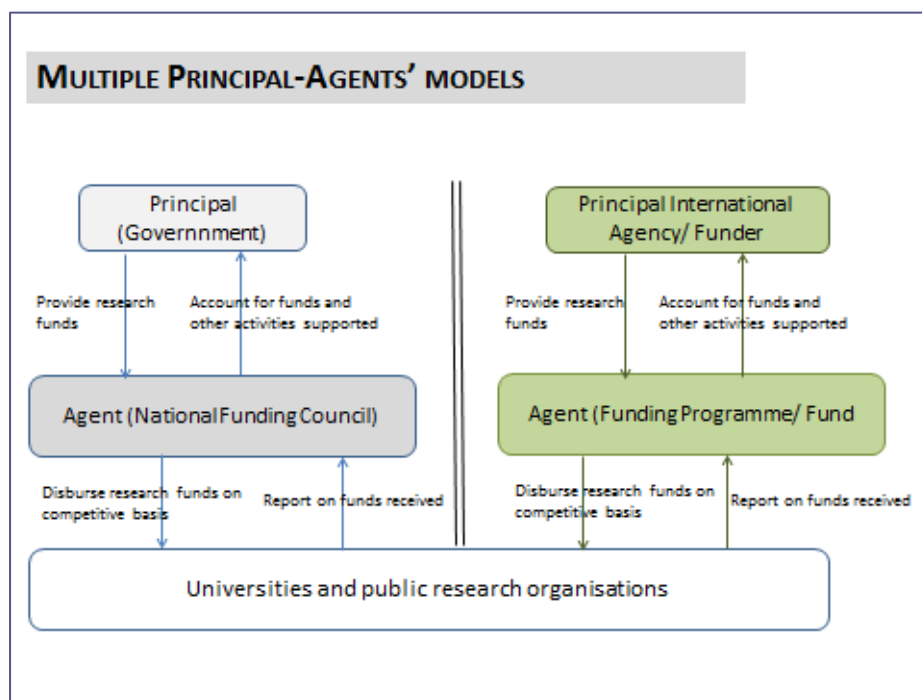 MULTIPLE PRINCIPAL-AGENTS' MODELS
Principal
(Governnment)
Provide research
funds
Account for funds and
other activities supported
Agent (National Funding Council)
Disburse research funds on
competitive basis
Report on funds received
Principal International
Agency/ Funder
Provide research
funds
Account for funds and
other activities supported
Agent (Funding Programme/ Fund
Disburse research funds on
competitive basis
Report on funds received
Universities and public research organisations